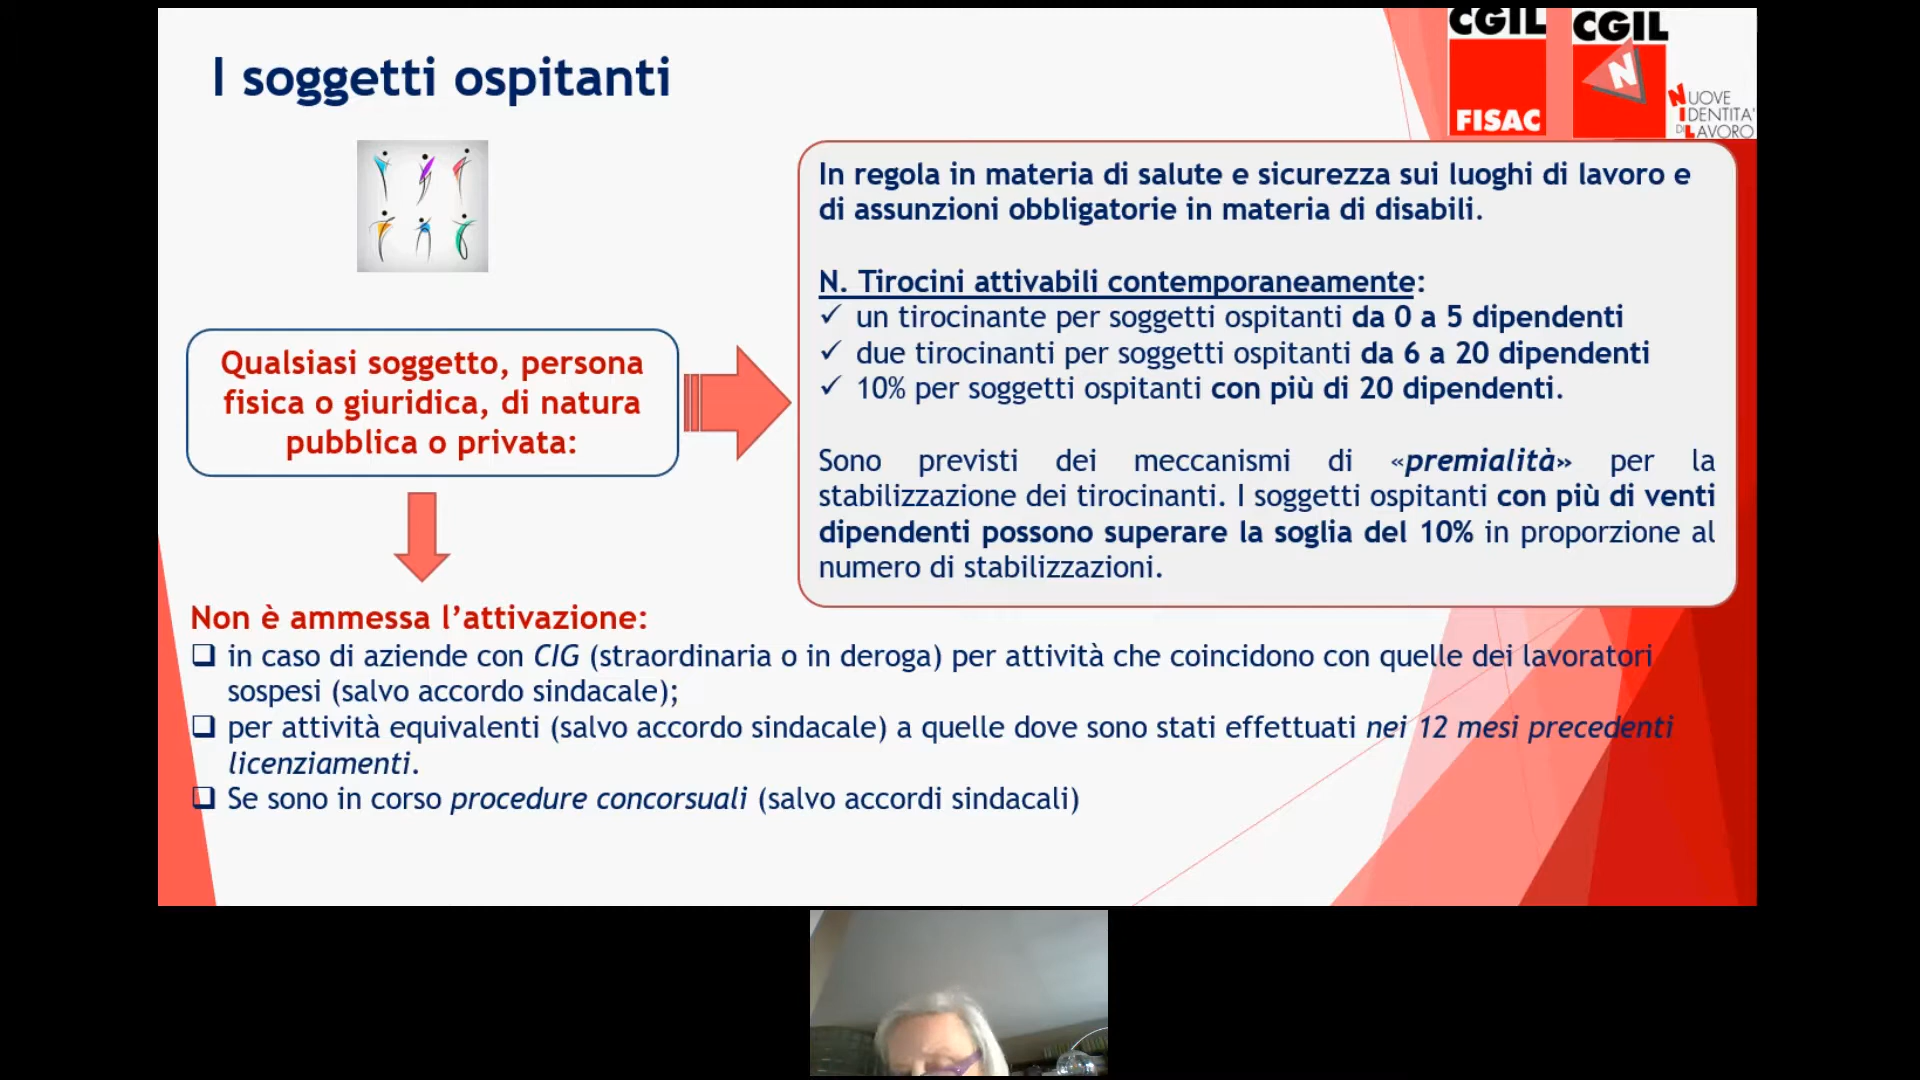 I soggetti ospitanti
CGIL
FISAC
CGIL
N
NUOVE
IDENTITA'
DI LAVORO
Qualsiasi soggetto, persona
fisica o giuridica, di natura
pubblica o privata:
In regola in materia di salute e sicurezza sui luoghi di lavoro e
di assunzioni obbligatorie in materia di disabili.
N. Tirocini attivabili contemporaneamente:
✓ un tirocinante per soggetti ospitanti da 0 a 5 dipendenti
✓ due tirocinanti per soggetti ospitanti da 6 a 20 dipendenti
✓ 10% per soggetti ospitanti con più di 20 dipendenti.
Sono previsti dei meccanismi di «premialità» per la
stabilizzazione dei tirocinanti. I soggetti ospitanti con più di venti
dipendenti possono superare la soglia del 10% in proporzione al
numero di stabilizzazioni.
Non è ammessa l’attivazione:
❑ in caso di aziende con CIG (straordinaria o in deroga) per attività che coincidono con quelle dei lavoratori
sospesi (salvo accordo sindacale);
❑ per attività equivalenti (salvo accordo sindacale) a quelle dove sono stati effettuati nei 12 mesi precedenti
licenziamenti.
❑ Se sono in corso procedure concorsuali (salvo accordi sindacali)